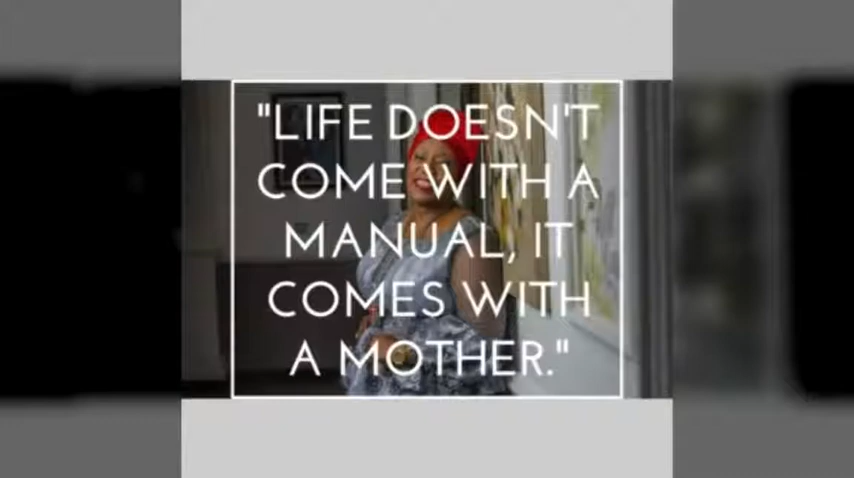 "LIFE DOESN'T
COME WITH A
MANUAL, IT
COMES WITH
A MOTHER."